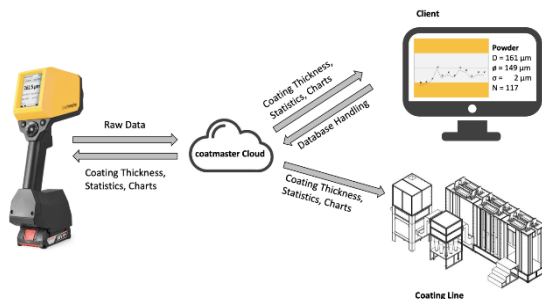 Client
Powder
D = 161 µm
ø = 149 µm
σ = 2 µm
N = 117
Coating Thickness,
Statistics, Charts
Database Handling
Raw Data
coatmaster Cloud
Coating Thickness,
Statistics, Charts
Coating Thickness,
Statistics, Charts
Coating Line